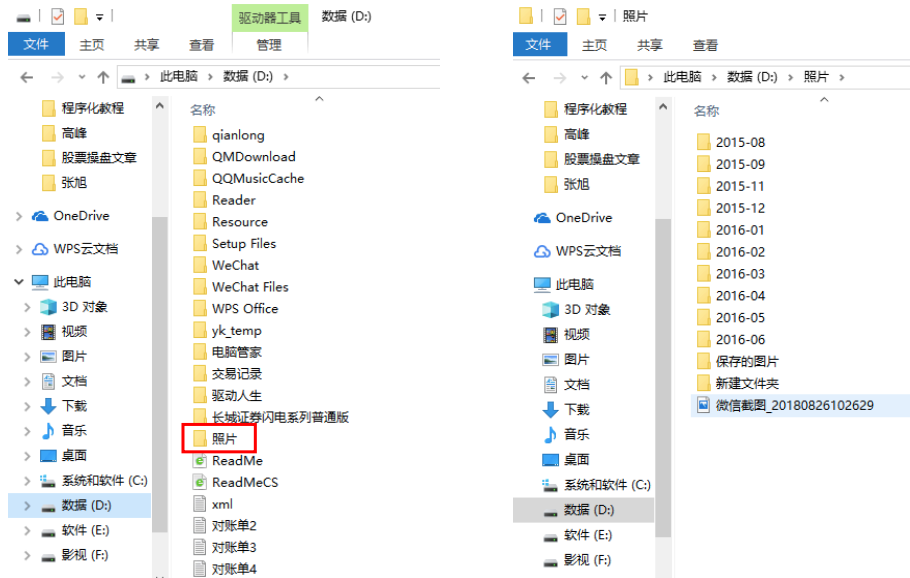 驱动器工具 数据 (D:)
文件 主页 共享 查看 管理
此电脑 数据 (D:)
程序化教程
高峰
股票操盘文章
张旭
OneDrive
WPS云文档
此电脑
3D 对象
视频
图片
文档
下载
音乐
桌面
系统和软件 (C:)
数据 (D:)
软件 (E:)
影视 (F:)
名称
qianlong
QMDownload
QQMusicCache
Reader
Resource
Setup Files
WeChat
WeChat Files
WPS Office
yk_temp
电脑管家
交易记录
驱动人生
长城证券闪电系列普通版
照片
ReadMe
ReadMeCS
xml
对账单2
对账单3
对账单4
照片
文件 主页 共享 查看
此电脑 数据 (D:) 照片
程序化教程
高峰
股票操盘文章
张旭
OneDrive
WPS云文档
此电脑
3D 对象
视频
图片
文档
下载
音乐
桌面
系统和软件 (C:)
数据 (D:)
软件 (E:)
影视 (F:)
名称
2015-08
2015-09
2015-11
2015-12
2016-01
2016-02
2016-03
2016-04
2016-05
2016-06
保存的图片
新建文件夹
微信截图_20180826102629